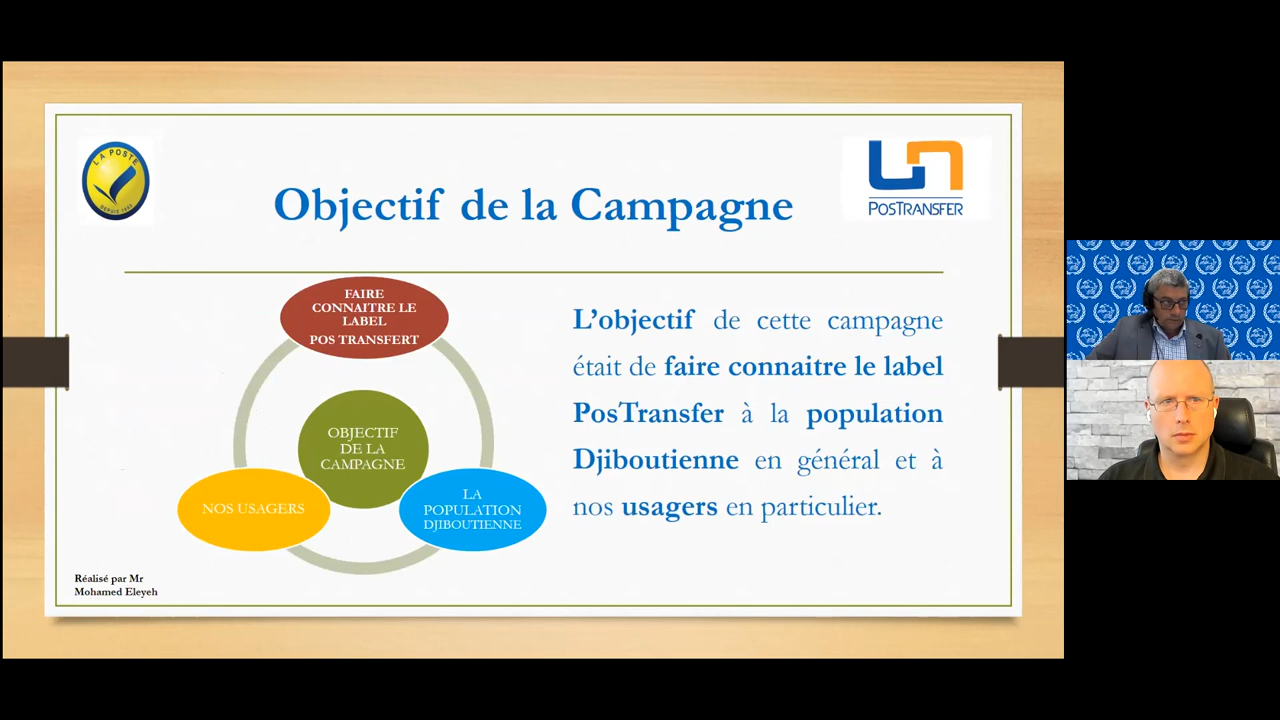 LA POSTE
DEPUIS 1893
POSTRANSFER
Objectif de la Campagne
FAIRE
CONNAITRE LE
LABEL
POS TRANSFERT
OBJECTIF
DE LA
CAMPAGNE
NOS USAGERS
LA
POPULATION
DJIBOUTIENNE
L’objectif de cette campagne
était de faire connaitre le label
PosTransfer à la population
Djiboutienne en général et à
nos usagers en particulier.
Réalisé par Mr
Mohamed Eleyeh